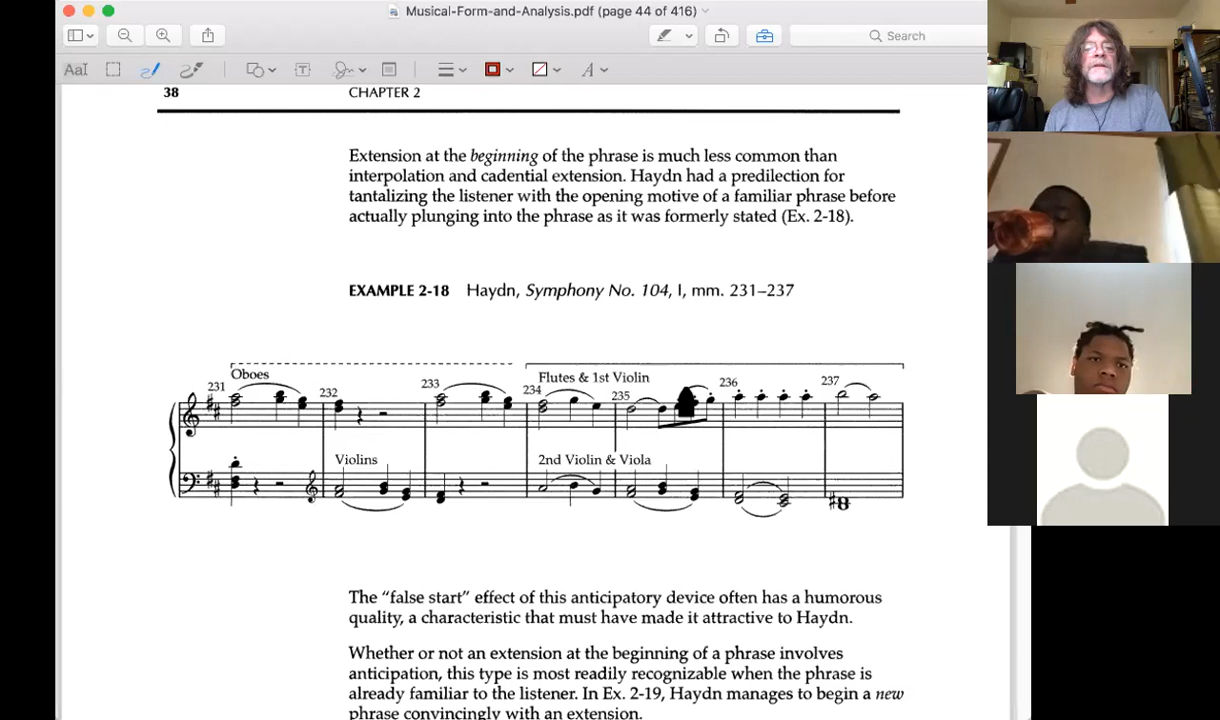 Musical-Form-and-Analysis.pdf (page 44 of 416)
Search
AaI
T
A
38 CHAPTER 2
Extension at the beginning of the phrase is much less common than
interpolation and cadential extension. Haydn had a predilection for
tantalizing the listener with the opening motive of a familiar phrase before
actually plunging into the phrase as it was formerly stated (Ex. 2-18).
EXAMPLE 2-18 Haydn, Symphony No. 104, I, mm. 231–237
231 Oboes 232 233 234 Flutes & 1st Violin 235 236 237
Violins 2nd Violin & Viola
The “false start” effect of this anticipatory device often has a humorous
quality, a characteristic that must have made it attractive to Haydn.
Whether or not an extension at the beginning of a phrase involves
anticipation, this type is most readily recognizable when the phrase is
already familiar to the listener. In Ex. 2-19, Haydn manages to begin a new
phrase convincingly with an extension.